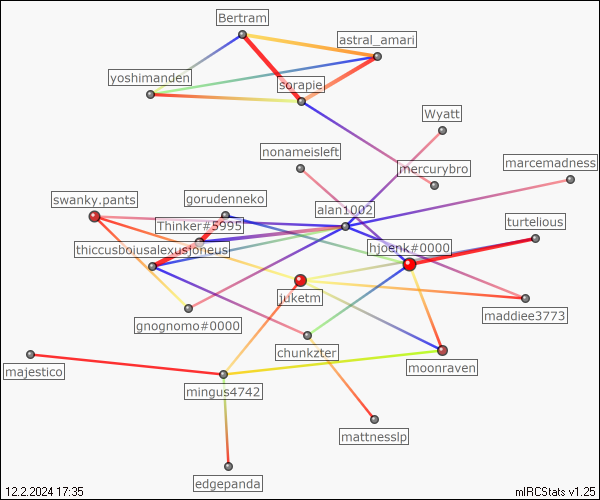 Bertram
astral_amari
yoshimanden
sorapie
Wyatt
nonameisleft
mercurybro
marcemadness
swanky.pants
gorudenneko
alan1002
Thinker#5995
turtelious
thiccusboiusalexusjoneus
hjoenk#0000
juketm
gnognomo#0000
maddiee3773
chunkzter
moonraven
majestico
mingus4742
mattnesslp
edgepanda
12.2.2024 17:35
mIRCStats v1.25